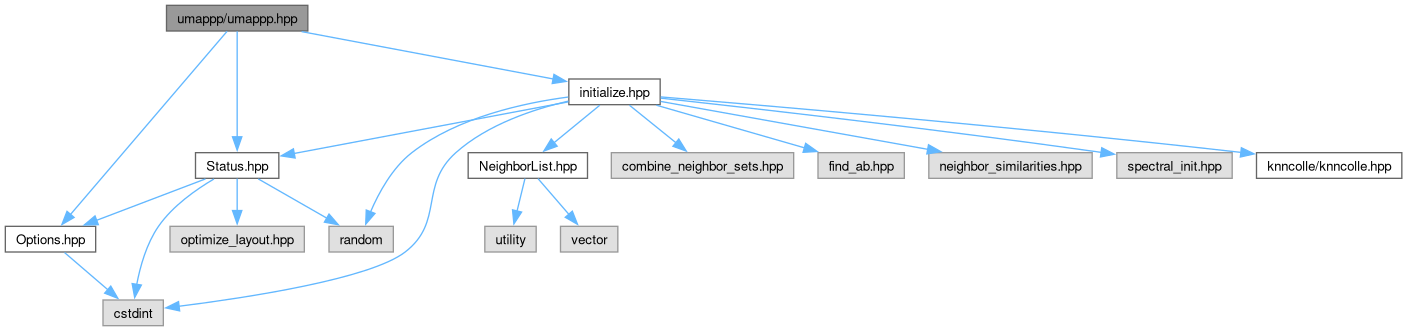 umappp/umappp.hpp
initialize.hpp
Status.hpp
NeighborList.hpp
combine_neighbor_sets.hpp
find_ab.hpp
neighbor_similarities.hpp
spectral_init.hpp
knncolle/knncolle.hpp
Options.hpp
optimize_layout.hpp
random
utility
vector
cstdint